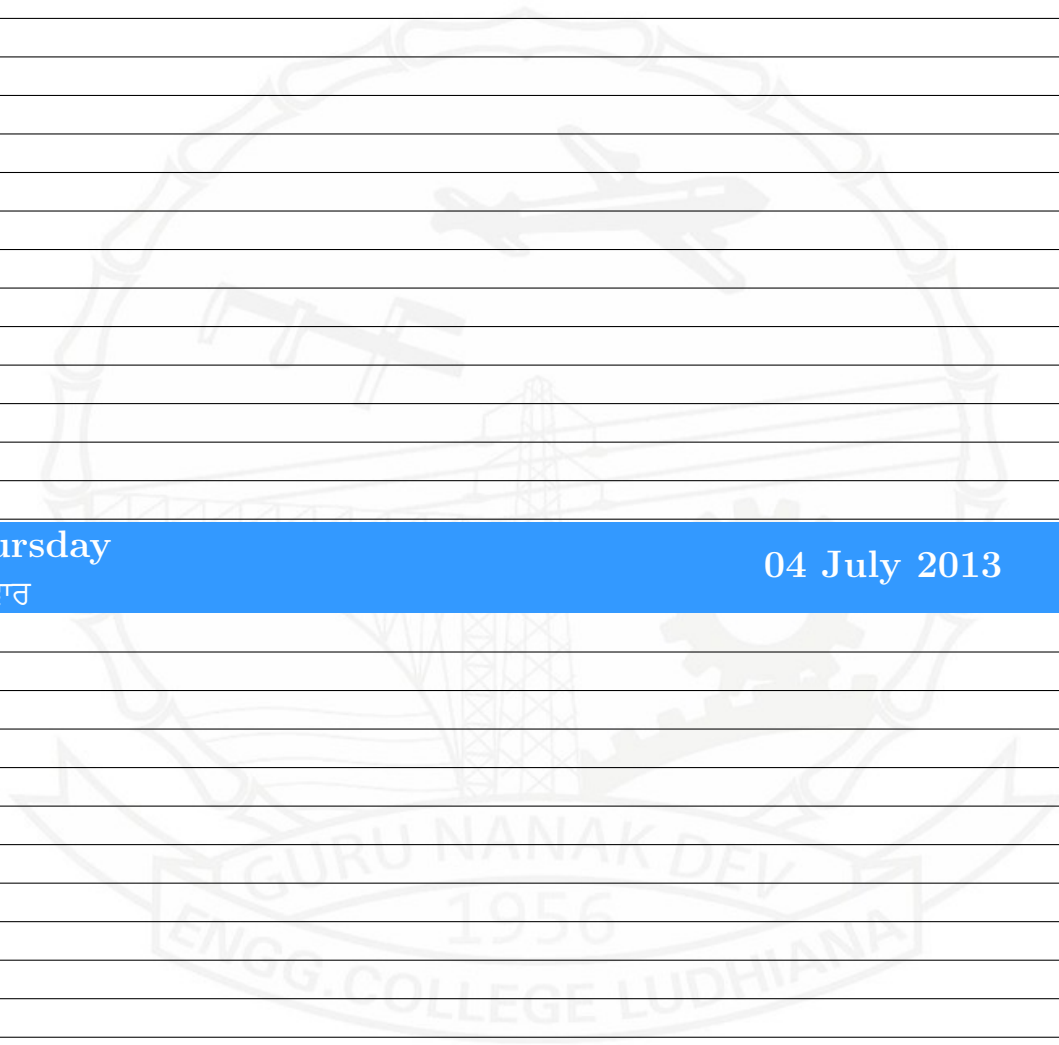 ursday
04 July 2013
ਵਾਰ
GURU NANAK DEV
1956
ENGG.COLLEGE LUDHIANA